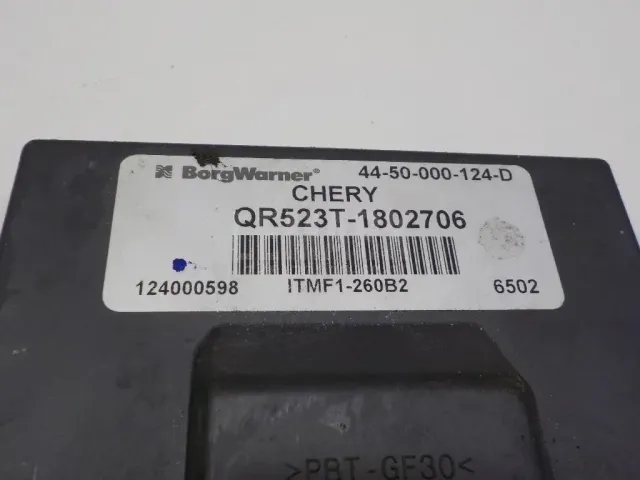 BorgWarner® 44-50-000-124-D
CHERY
QR523T-1802706
124000598 ITMF1-260B2 6502
>PBT-GF30<